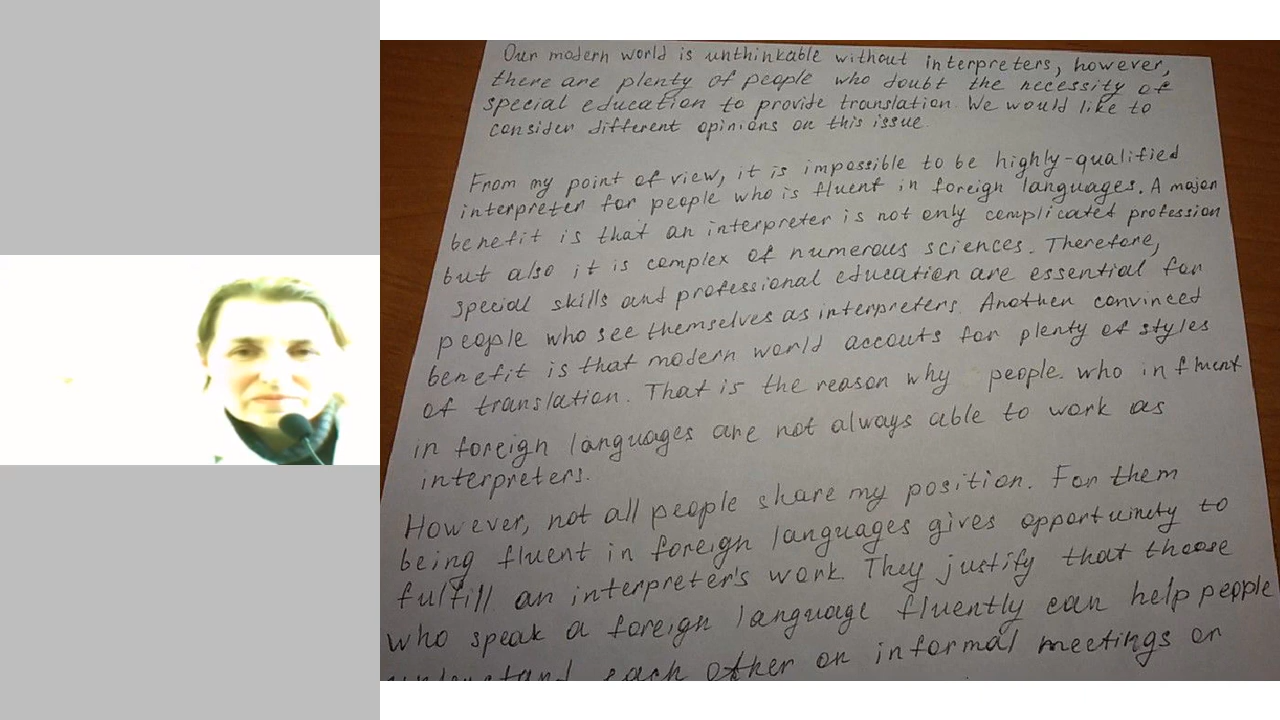 Our modern world is unthinkable without interpreters, however,
there are plenty of people who doubt the necessity of
special education to provide translation. We would like to
consider different opinions on this issue.
From my point of view, it is impossible to be highly-qualified
interpreter for people who is fluent in foreign languages. A major
benefit is that an interpreter is not only complicated profession
but also it is complex of numerous sciences. Therefore,
special skills and professional education are essential for
people who see themselves as interpreters. Another convinced
benefit is that modern world accouts for plenty of styles
of translation. That is the reason why people who in fluent
in foreign languages are not always able to work as
interpreters.
However, not all people share my position. For them
being fluent in foreign languages gives opportuinety to
fulfill an interpreter's work. They justify that thoose
who speak a foreign language fluently can help people
understand each other on informal meetings or